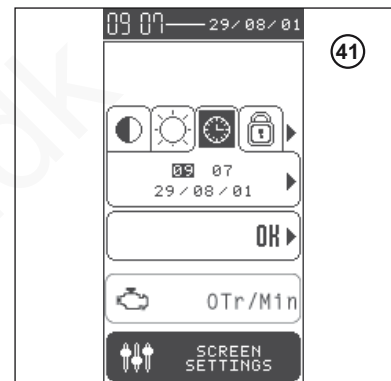 09 07 29/08/01
41
09 07
29/08/01
OK
0Tr/Min
SCREEN
SETTINGS